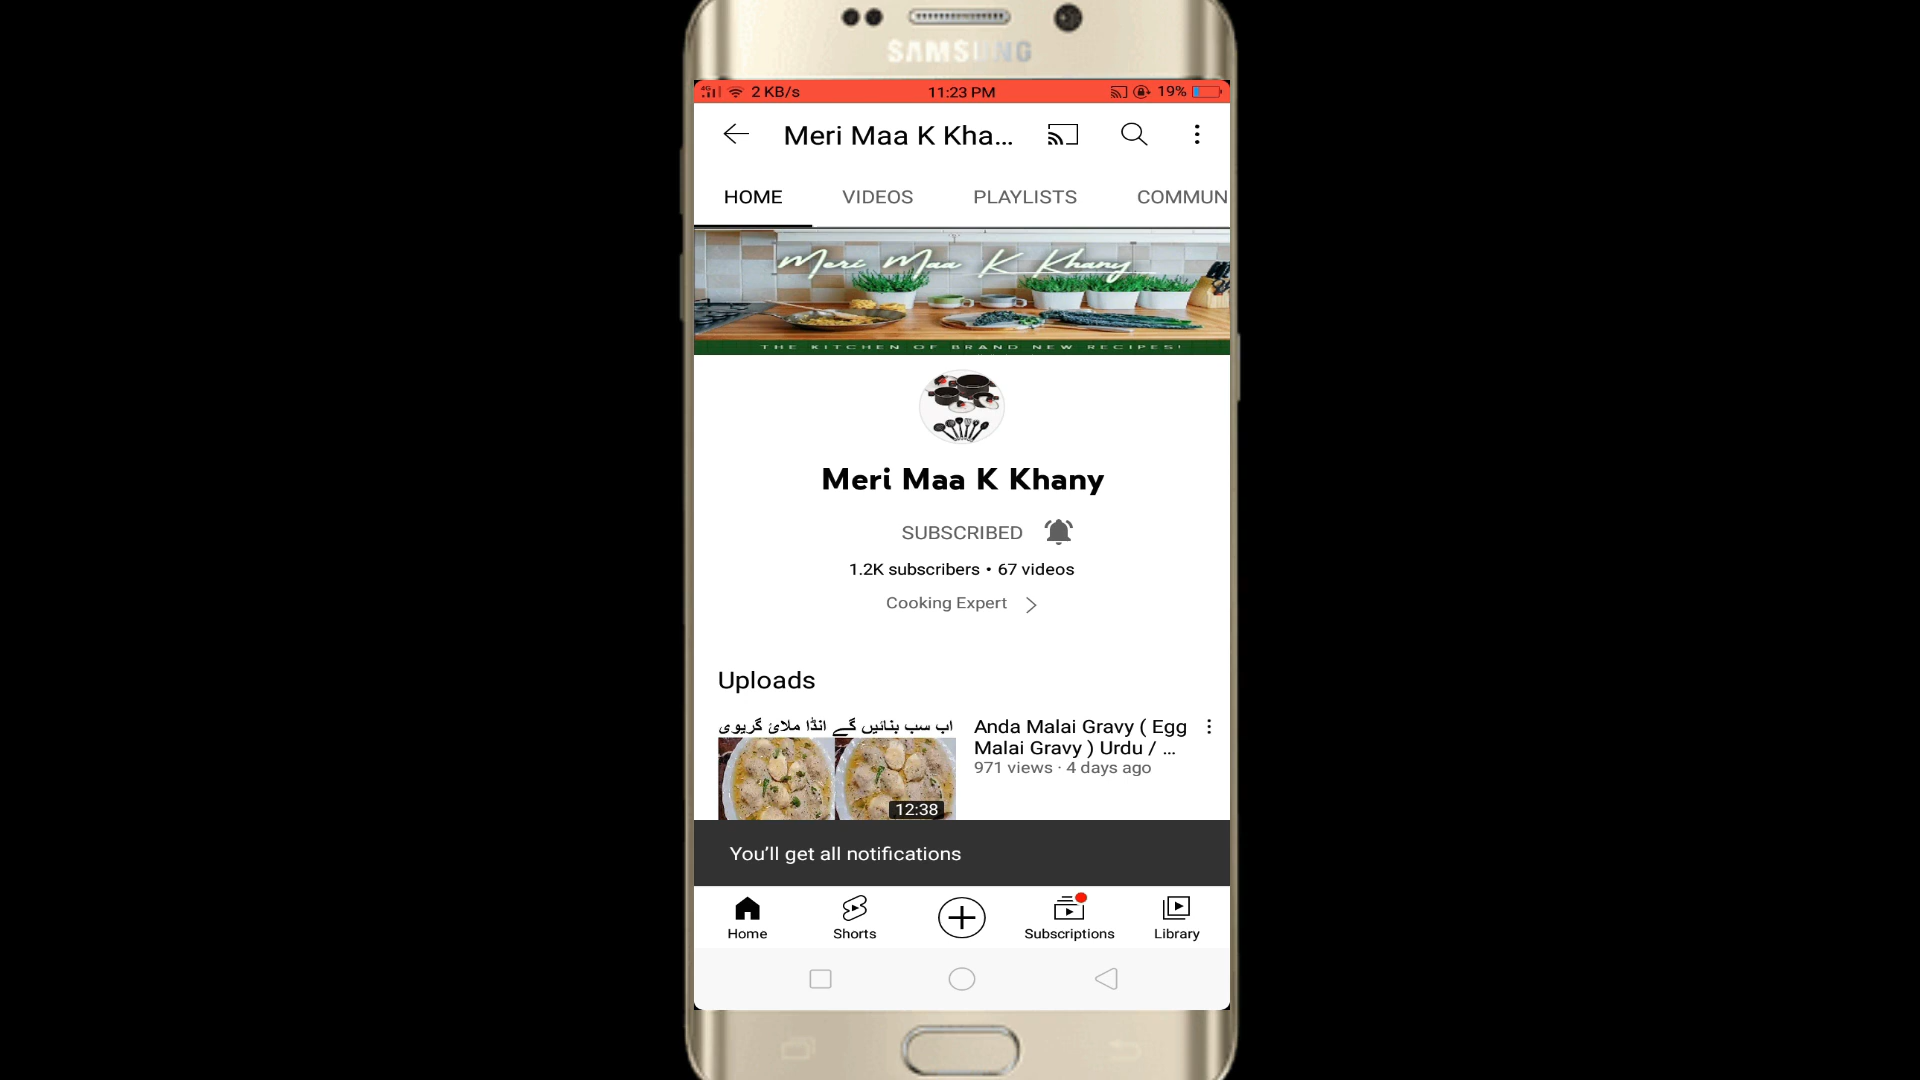 SAMSUNG
4G 2 KB/s 11:23 PM 19%
Meri Maa K Kha...
HOME VIDEOS PLAYLISTS COMMUN
Meri Maa K Khany
THE KITCHEN OF BRAND NEW RECIPES!
Meri Maa K Khany
SUBSCRIBED
1.2K subscribers • 67 videos
Cooking Expert
Uploads
اب سب بنائیں گے انڈا ملائ گریوی
12:38
Anda Malai Gravy ( Egg
Malai Gravy ) Urdu / ...
971 views · 4 days ago
You'll get all notifications
Home Shorts Subscriptions Library